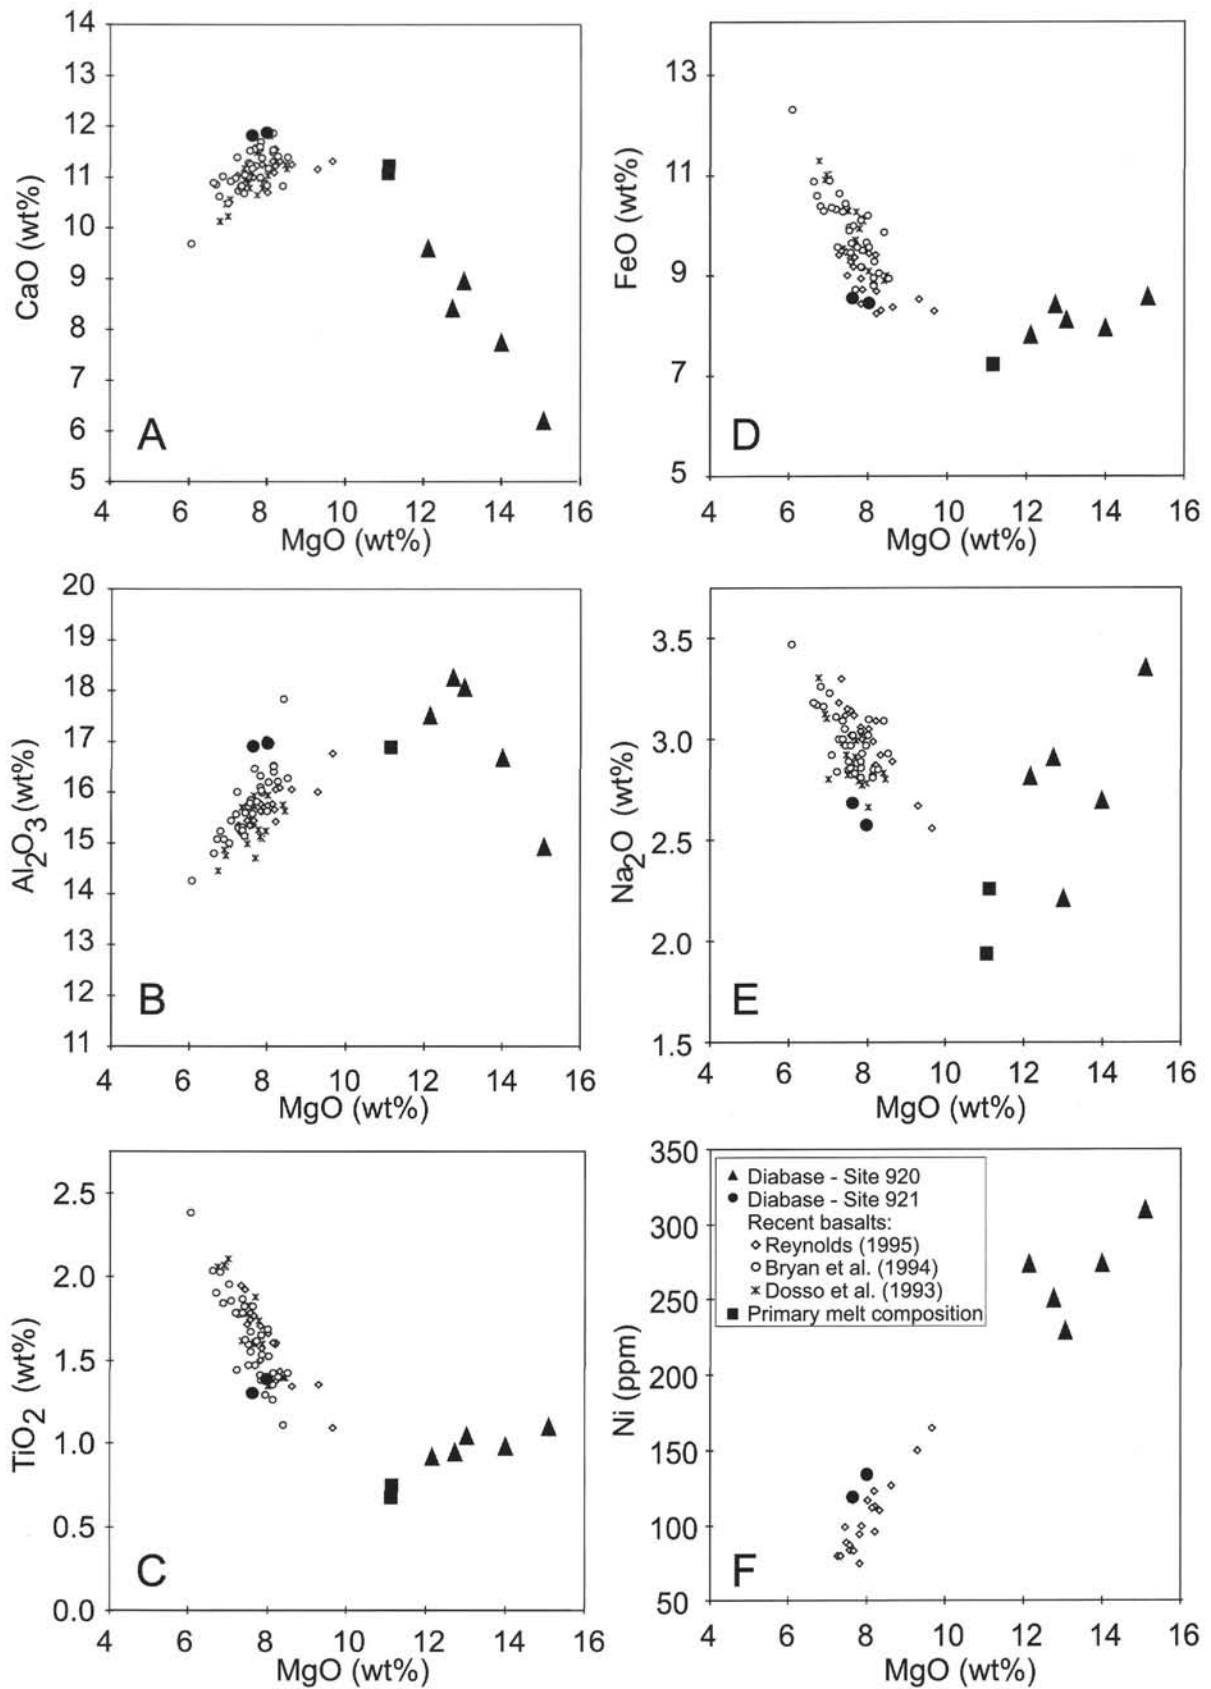 14
13
12
11
10
9
8
7
6
5
CaO (wt%)
A
4 6 8 10 12 14 16
MgO (wt%)
13
11
9
7
5
FeO (wt%)
D
4 6 8 10 12 14 16
MgO (wt%)
20
19
18
17
16
15
14
13
12
11
Al2O3 (wt%)
B
4 6 8 10 12 14 16
MgO (wt%)
3.5
3.0
2.5
2.0
1.5
Na2O (wt%)
E
4 6 8 10 12 14 16
MgO (wt%)
2.5
2.0
1.5
1.0
0.5
0.0
TiO2 (wt%)
C
4 6 8 10 12 14 16
MgO (wt%)
350
300
250
200
150
100
50
Ni (ppm)
Diabase - Site 920
Diabase - Site 921
Recent basalts:
Reynolds (1995)
Bryan et al. (1994)
Dosso et al. (1993)
Primary melt composition
F
4 6 8 10 12 14 16
MgO (wt%)